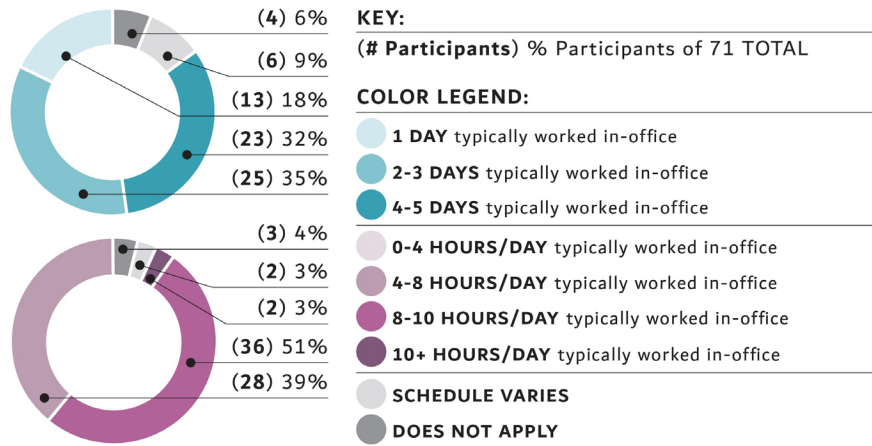 (4) 6%
(6) 9%
(13) 18%
(23) 32%
(25) 35%
(3) 4%
(2) 3%
(2) 3%
(36) 51%
(28) 39%
KEY:
(# Participants) % Participants of 71 TOTAL
COLOR LEGEND:
1 DAY typically worked in-office
2-3 DAYS typically worked in-office
4-5 DAYS typically worked in-office
0-4 HOURS/DAY typically worked in-office
4-8 HOURS/DAY typically worked in-office
8-10 HOURS/DAY typically worked in-office
10+ HOURS/DAY typically worked in-office
SCHEDULE VARIES
DOES NOT APPLY